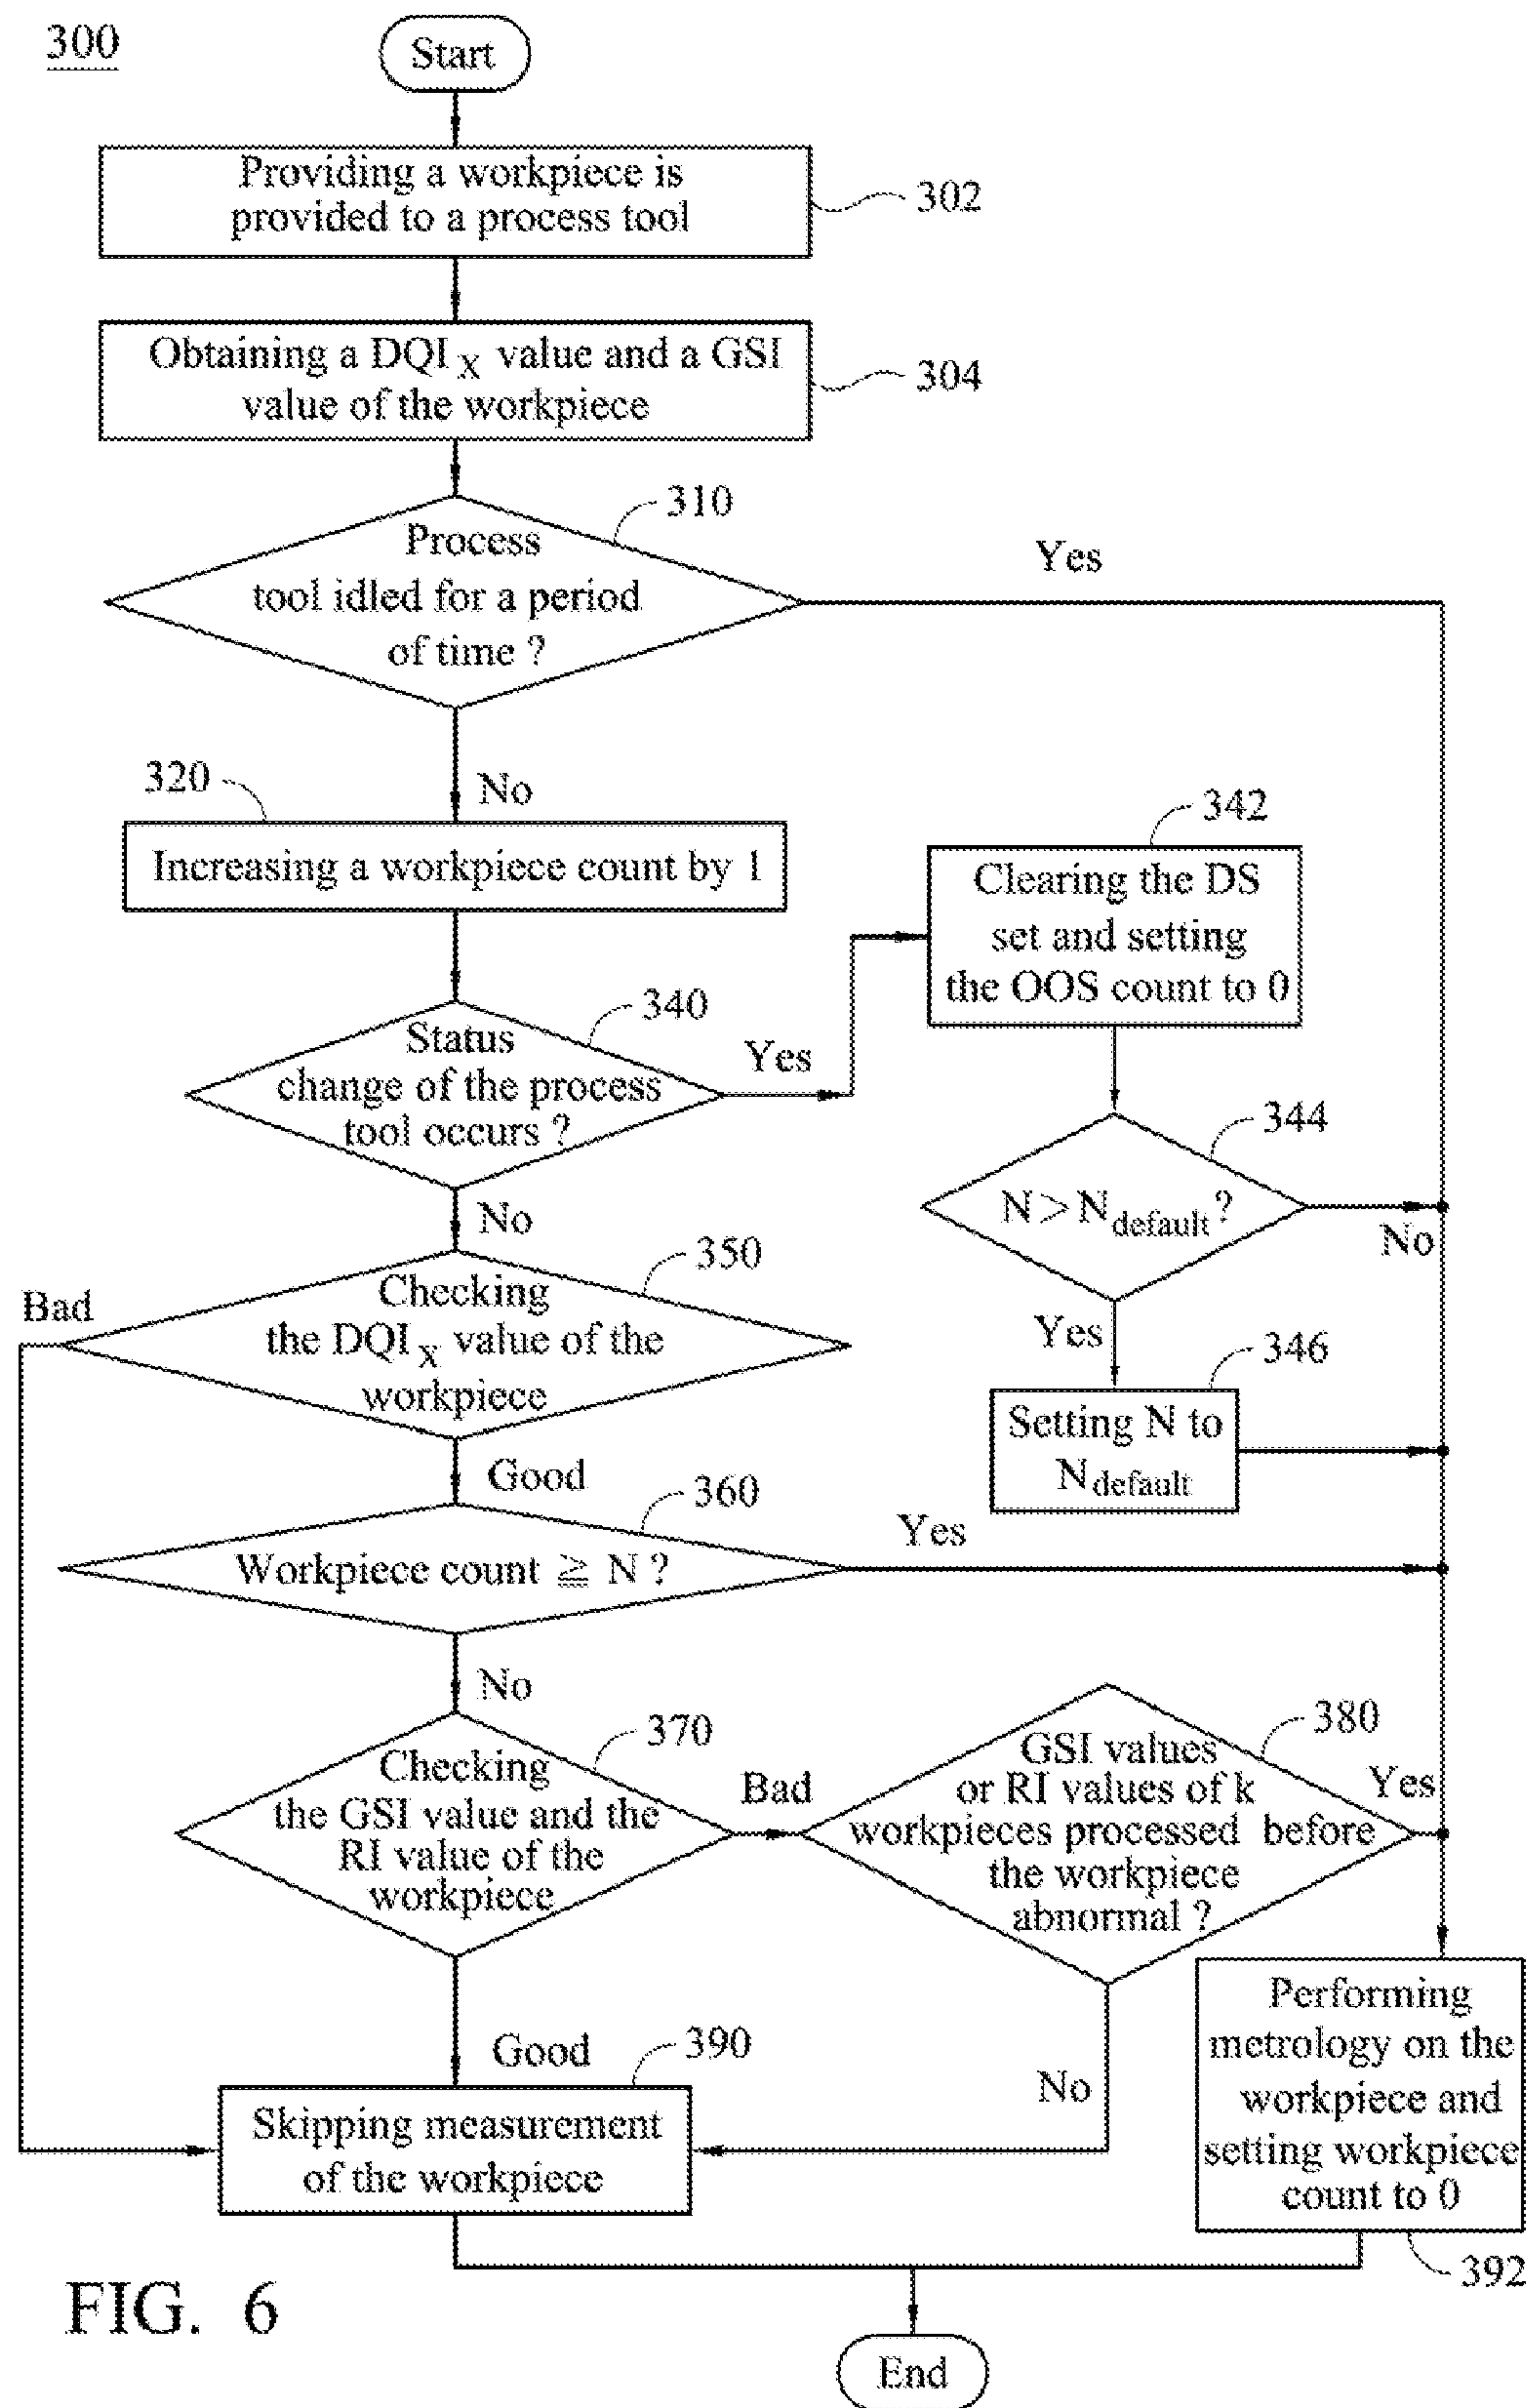 300
Start
Providing a workpiece is
provided to a process tool
302
Obtaining a DQI X value and a GSI
value of the workpiece
304
310
Process
tool idled for a period
of time ?
Yes
No
320
Increasing a workpiece count by 1
342
Clearing the DS
set and setting
the OOS count to 0
340
Status
change of the process
tool occurs ?
Yes
No
344
N > N default ?
No
Yes
346
Setting N to
N default
350
Checking
the DQI X value of the
workpiece
Bad
Good
360
Workpiece count ≧ N ?
Yes
No
370
Checking
the GSI value and the
RI value of the
workpiece
Bad
Good
380
GSI values
or RI values of k
workpieces processed before
the workpiece
abnormal ?
Yes
No
390
Skipping measurement
of the workpiece
Performing
metrology on the
workpiece and
setting workpiece
count to 0
392
FIG. 6
End